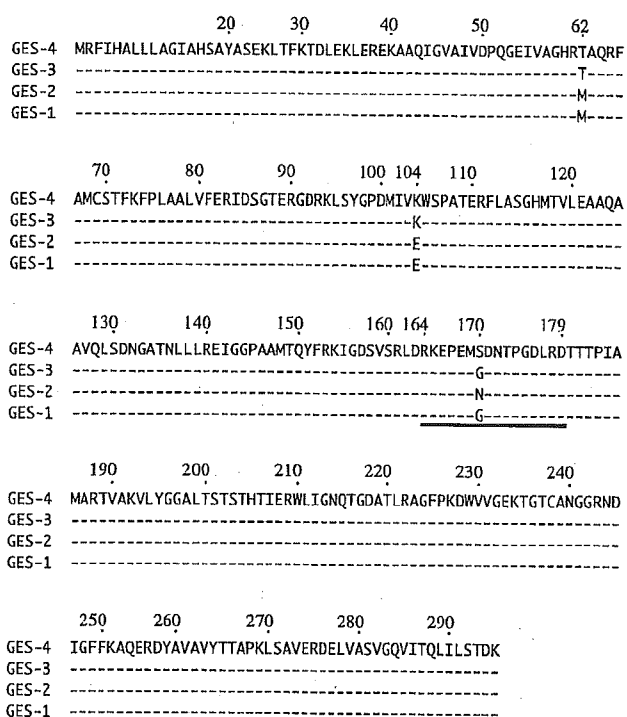 20 30 40 50 62
GES-4 MRFIHALLLAGIAHSAYASEKLTFKTDLEKLEREKAAQIGVAIVDPQGEIVAGHRTAQRF
GES-3 -------------------------------------------------------T----
GES-2 -------------------------------------------------------M----
GES-1 -------------------------------------------------------M----
70 80 90 100 104 110 120
GES-4 AMCSTFKFPLAALVFERIDSGTERGDRKLSYGPDMIVKWSPATERFLASGHMTVLEAAQA
GES-3 -------------------------------------K----------------------
GES-2 -------------------------------------E----------------------
GES-1 -------------------------------------E----------------------
130 140 150 160 164 170 179
GES-4 AVQLSDNGATNLLLREIGGPAAMTQYFRKIGDSVSRLDRKEPEMSDNTPGDLRDTTTPIA
GES-3 --------------------------------------------G---------------
GES-2 --------------------------------------------N---------------
GES-1 --------------------------------------------G---------------
190 200 210 220 230 240
GES-4 MARTVAKVLYGGALTSTSTHTIERWLIGNQTGDATLRAGFPKDWVVGEKTGTCANGGRND
GES-3 ------------------------------------------------------------
GES-2 ------------------------------------------------------------
GES-1 ------------------------------------------------------------
250 260 270 280 290
GES-4 IGFFKAQERDYAVAVYTTAPKLSAVERDELVASVGQVITQLILSTDK
GES-3 -----------------------------------------------
GES-2 -----------------------------------------------
GES-1 -----------------------------------------------